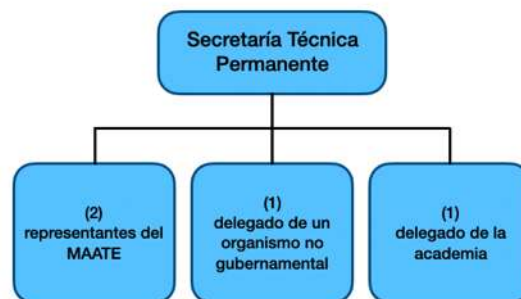 Secretaría Técnica
Permanente
(2)
representantes del
MAATE
(1)
delegado de un
organismo no
gubernamental
(1)
delegado de la
academia